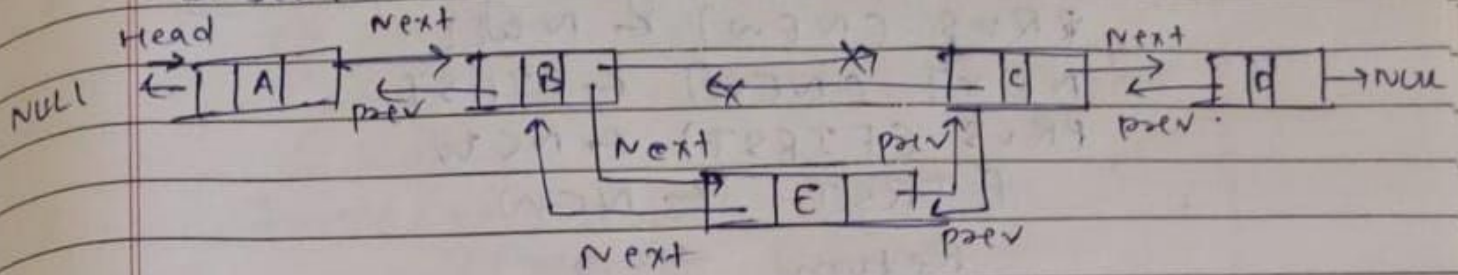 Head Next Next
NULL A B C d →NULL
prev prev
Next prev
E
Next prev